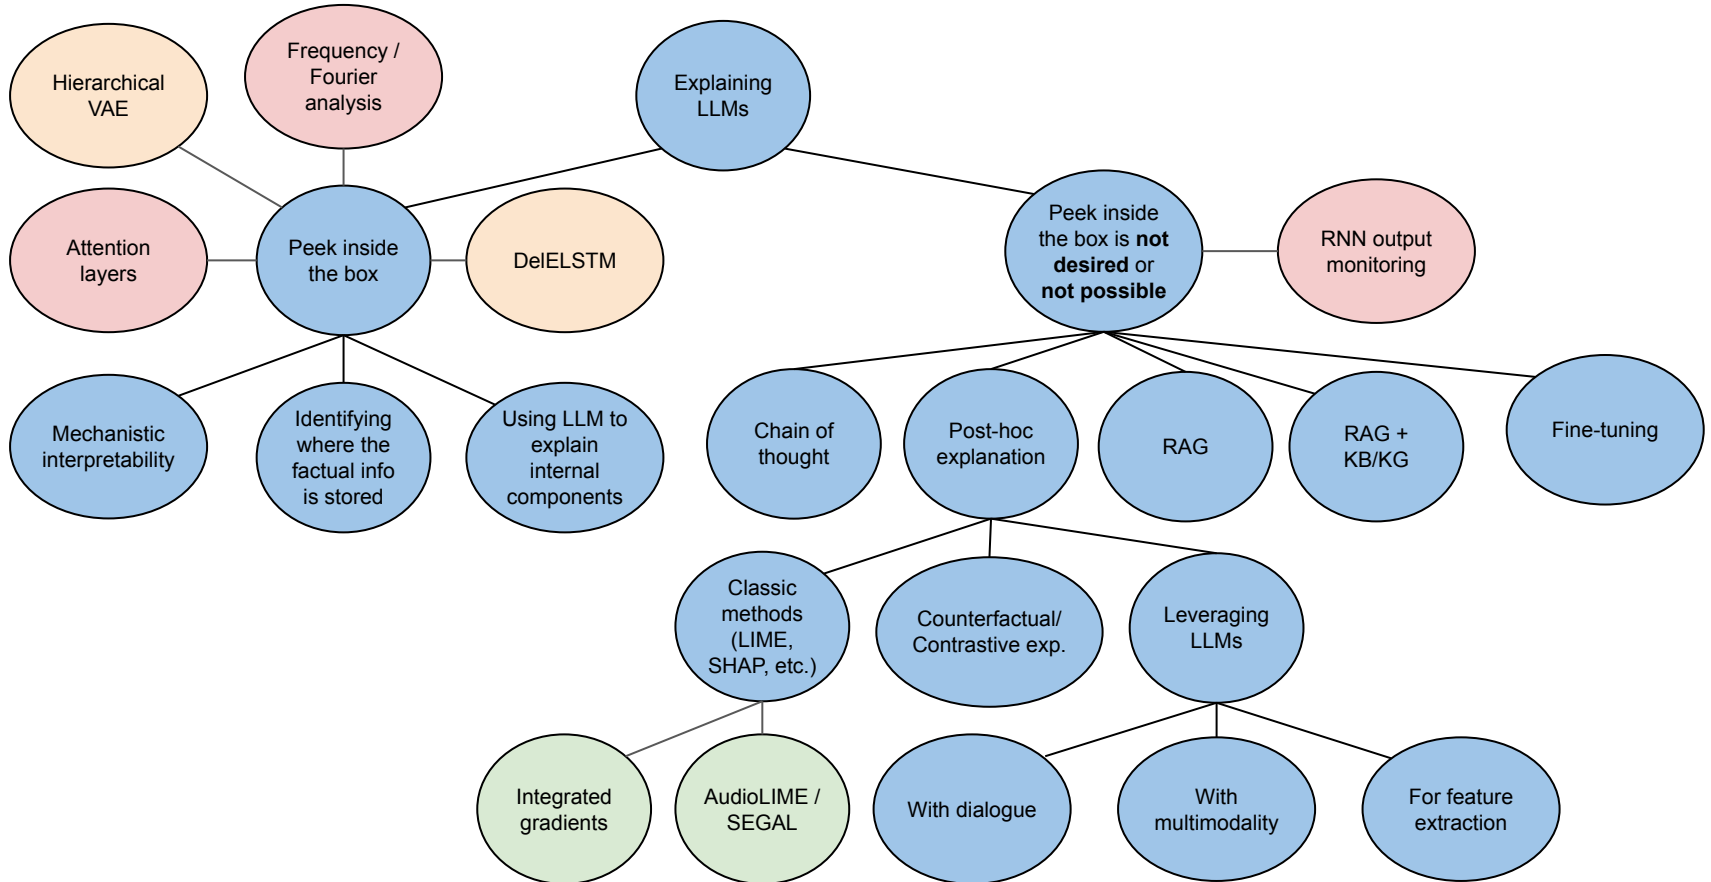 Hierarchical
VAE
Frequency /
Fourier
analysis
Explaining
LLMs
Attention
layers
Peek inside
the box
DelELSTM
Peek inside
the box is not
desired or
not possible
RNN output
monitoring
Mechanistic
interpretability
Identifying
where the
factual info
is stored
Using LLM to
explain
internal
components
Chain of
thought
Post-hoc
explanation
RAG
RAG +
KB/KG
Fine-tuning
Classic
methods
(LIME,
SHAP, etc.)
Counterfactual/
Contrastive exp.
Leveraging
LLMs
Integrated
gradients
AudioLIME /
SEGAL
With dialogue
With
multimodality
For feature
extraction